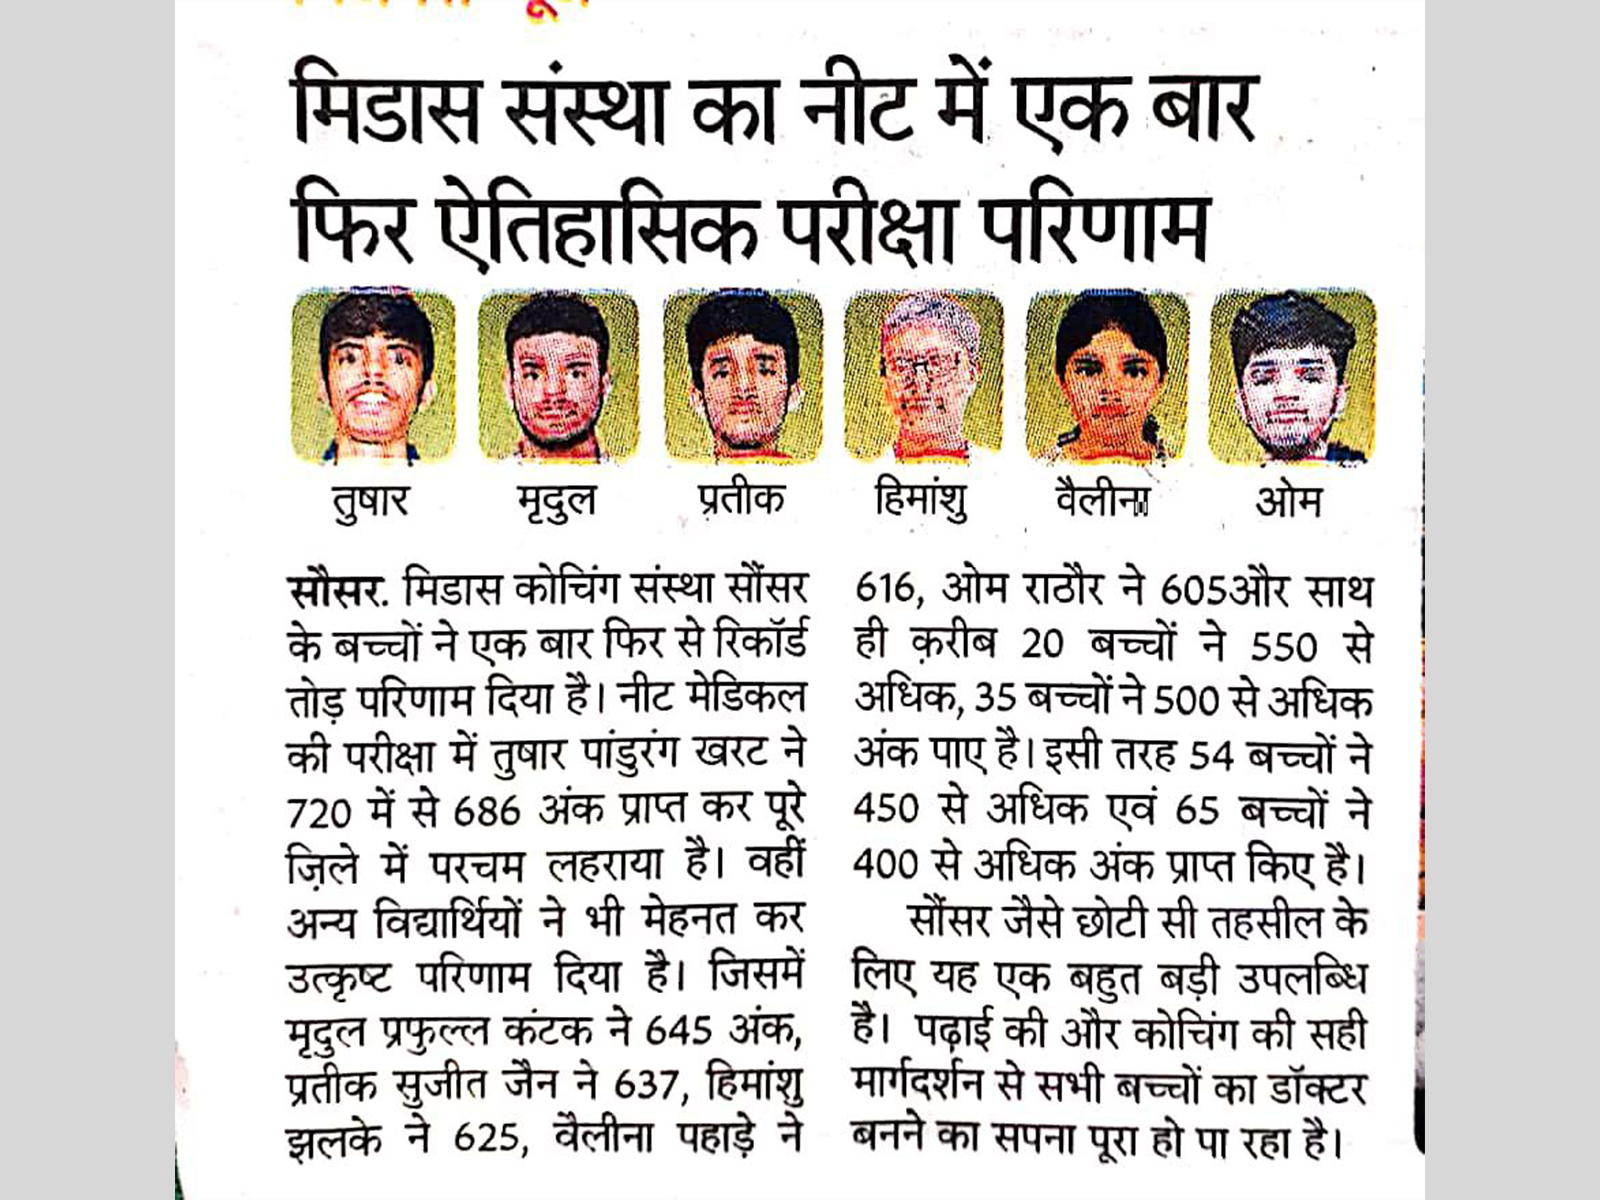 मिडास संस्था का नीट में एक बार
फिर ऐतिहासिक परीक्षा परिणाम
तुषार
मृदुल
प्रतीक
हिमांशु
वैलीना
ओम
सौसर. मिडास कोचिंग संस्था सौंसर
के बच्चों ने एक बार फिर से रिकॉर्ड
तोड़ परिणाम दिया है। नीट मेडिकल
की परीक्षा में तुषार पांडुरंग खरट ने
720 में से 686 अंक प्राप्त कर पूरे
ज़िले में परचम लहराया है। वहीं
अन्य विद्यार्थियों ने भी मेहनत कर
उत्कृष्ट परिणाम दिया है। जिसमें
मृदुल प्रफुल्ल कंटक ने 645 अंक,
प्रतीक सुजीत जैन ने 637, हिमांशु
झलके ने 625, वैलीना पहाड़े ने
616, ओम राठौर ने 605और साथ
ही क़रीब 20 बच्चों ने 550 से
अधिक, 35 बच्चों ने 500 से अधिक
अंक पाए है। इसी तरह 54 बच्चों ने
450 से अधिक एवं 65 बच्चों ने
400 से अधिक अंक प्राप्त किए है।
सौंसर जैसे छोटी सी तहसील के
लिए यह एक बहुत बड़ी उपलब्धि
है। पढ़ाई की और कोचिंग की सही
मार्गदर्शन से सभी बच्चों का डॉक्टर
बनने का सपना पूरा हो पा रहा है।